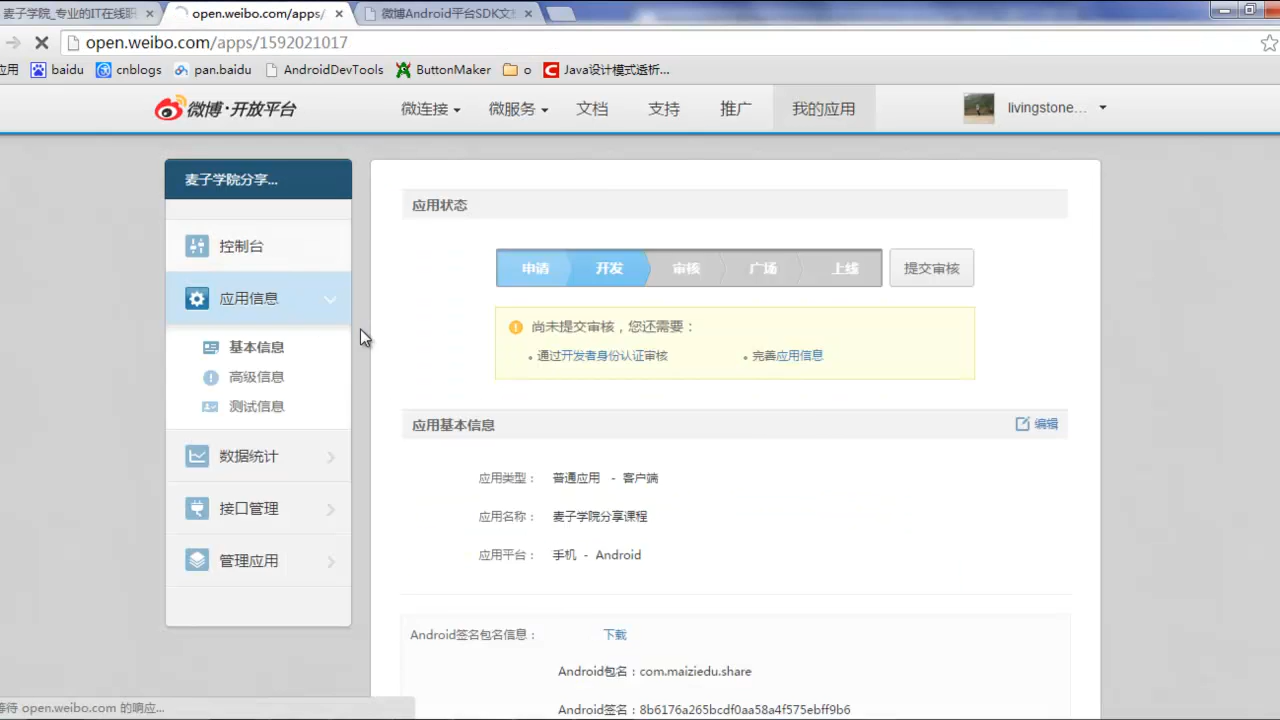 麦子学院_专业的IT在线职
open.weibo.com/apps/
微博Android平台SDK文档
open.weibo.com/apps/1592021017
应用
baidu
cnblogs
pan.baidu
AndroidDevTools
ButtonMaker
o
Java设计模式透析...
微博·开放平台
微连接
微服务
文档
支持
推广
我的应用
livingstone...
麦子学院分享...
控制台
应用信息
基本信息
高级信息
测试信息
数据统计
接口管理
管理应用
应用状态
申请
开发
审核
广场
上线
提交审核
尚未提交审核，您还需要：
• 通过开发者身份认证审核
• 完善应用信息
应用基本信息
编辑
应用类型： 普通应用 - 客户端
应用名称： 麦子学院分享课程
应用平台： 手机 - Android
Android签名包名信息： 下载
Android包名：com.maiziedu.share
Android签名：8b6176a265bcdf0aa58a4f575ebff9b6
等待 open.weibo.com 的响应...